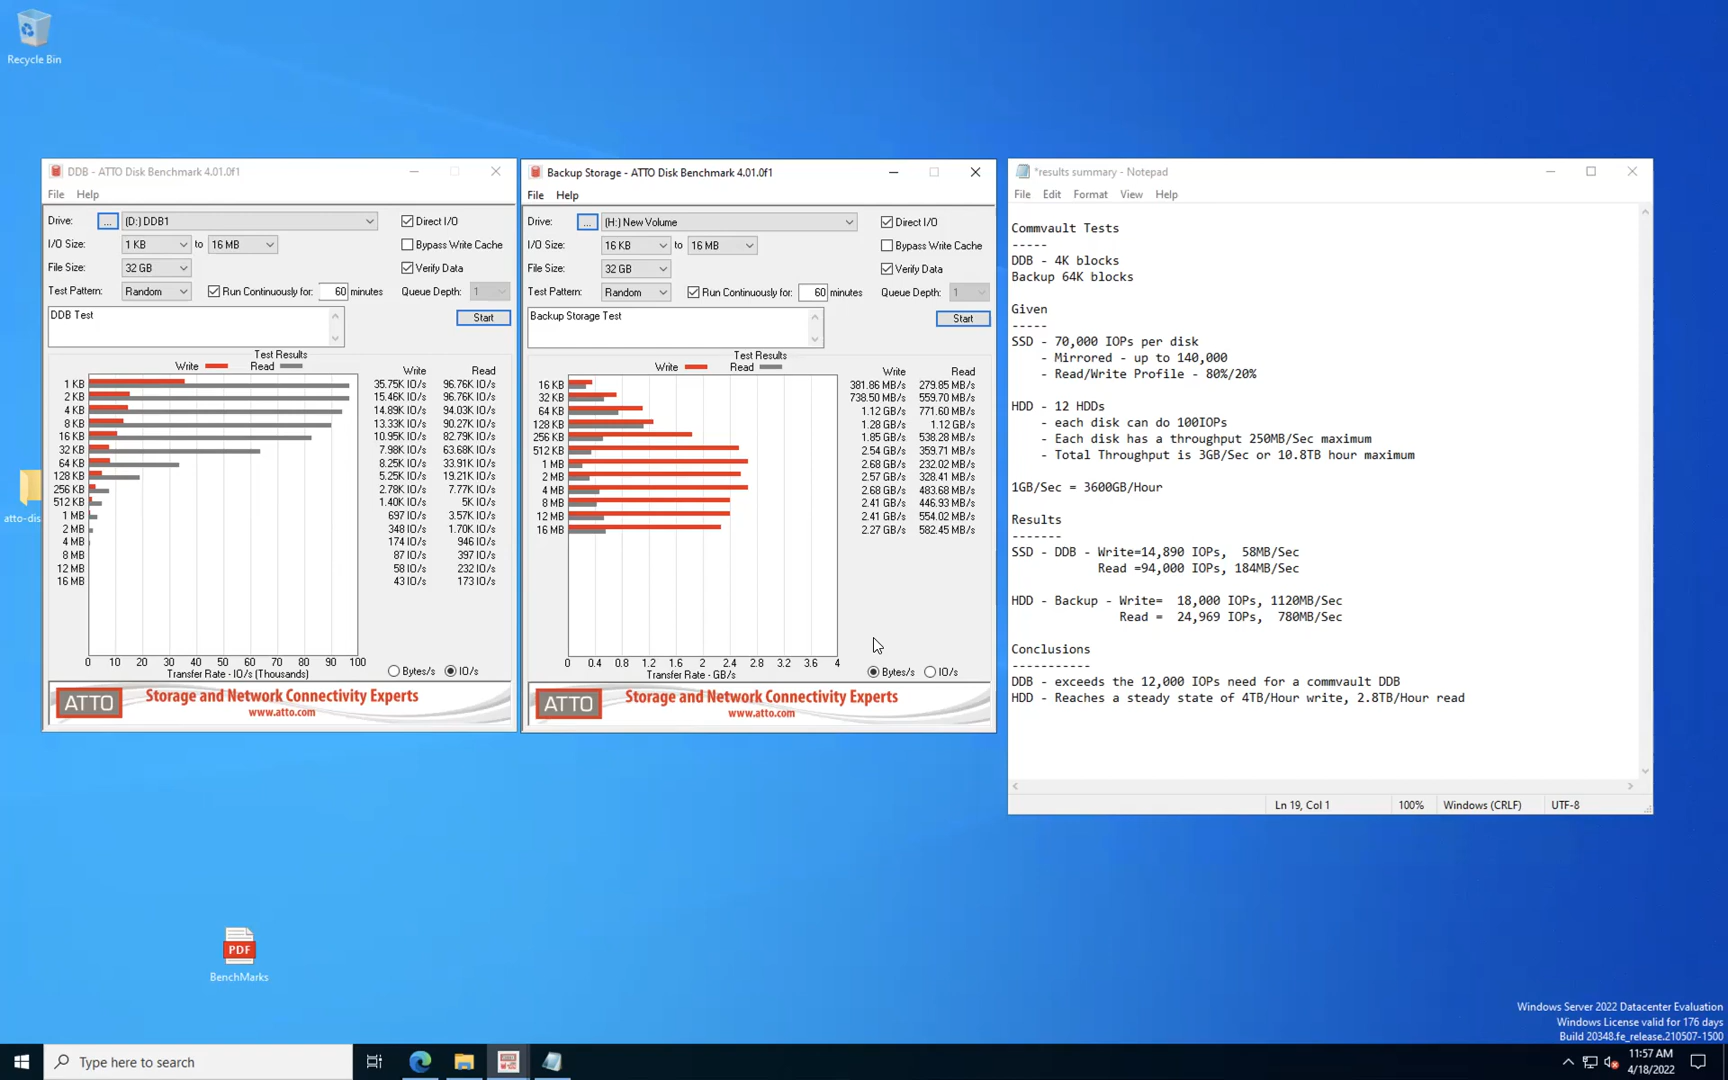 Recycle Bin
DDB - ATTO Disk Benchmark 4.01.0f1
File Help
Drive: ... (D:) DDB1
Direct I/O
I/O Size: 1 KB to 16 MB
Bypass Write Cache
File Size: 32 GB
Verify Data
Test Pattern: Random Run Continuously for: 60 minutes Queue Depth: 1
DDB Test
Start
Test Results
Write Read
Write Read
1 KB 35.75K IO/s 96.76K IO/s
2 KB 15.46K IO/s 96.76K IO/s
4 KB 14.89K IO/s 94.03K IO/s
8 KB 13.33K IO/s 90.27K IO/s
16 KB 10.95K IO/s 82.79K IO/s
32 KB 7.98K IO/s 63.68K IO/s
64 KB 8.25K IO/s 33.91K IO/s
128 KB 5.25K IO/s 19.21K IO/s
256 KB 2.78K IO/s 7.77K IO/s
512 KB 1.40K IO/s 5K IO/s
1 MB 697 IO/s 3.57K IO/s
2 MB 348 IO/s 1.70K IO/s
4 MB 174 IO/s 946 IO/s
8 MB 87 IO/s 397 IO/s
12 MB 58 IO/s 232 IO/s
16 MB 43 IO/s 173 IO/s
0 10 20 30 40 50 60 70 80 90 100
Transfer Rate - IO/s (Thousands)
Bytes/s IO/s
ATTO Storage and Network Connectivity Experts
www.atto.com
Backup Storage - ATTO Disk Benchmark 4.01.0f1
File Help
Drive: ... (H:) New Volume
Direct I/O
I/O Size: 16 KB to 16 MB
Bypass Write Cache
File Size: 32 GB
Verify Data
Test Pattern: Random Run Continuously for: 60 minutes Queue Depth: 1
Backup Storage Test
Start
Test Results
Write Read
Write Read
16 KB 381.86 MB/s 279.85 MB/s
32 KB 738.50 MB/s 559.70 MB/s
64 KB 1.12 GB/s 771.60 MB/s
128 KB 1.28 GB/s 1.12 GB/s
256 KB 1.85 GB/s 538.28 MB/s
512 KB 2.54 GB/s 359.71 MB/s
1 MB 2.68 GB/s 232.02 MB/s
2 MB 2.57 GB/s 328.41 MB/s
4 MB 2.68 GB/s 483.68 MB/s
8 MB 2.41 GB/s 446.93 MB/s
12 MB 2.41 GB/s 554.02 MB/s
16 MB 2.27 GB/s 582.45 MB/s
0 0.4 0.8 1.2 1.6 2 2.4 2.8 3.2 3.6 4
Transfer Rate - GB/s
Bytes/s IO/s
ATTO Storage and Network Connectivity Experts
www.atto.com
*results summary - Notepad
File Edit Format View Help
Commvault Tests
-----
DDB - 4K blocks
Backup 64K blocks
Given
-----
SSD - 70,000 IOPs per disk
- Mirrored - up to 140,000
- Read/Write Profile - 80%/20%
HDD - 12 HDDs
- each disk can do 100IOPs
- Each disk has a throughput 250MB/Sec maximum
- Total Throughput is 3GB/Sec or 10.8TB hour maximum
1GB/Sec = 3600GB/Hour
Results
-------
SSD - DDB - Write=14,890 IOPs, 58MB/Sec
Read =94,000 IOPs, 184MB/Sec
HDD - Backup - Write= 18,000 IOPs, 1120MB/Sec
Read = 24,969 IOPs, 780MB/Sec
Conclusions
-----------
DDB - exceeds the 12,000 IOPs need for a commvault DDB
HDD - Reaches a steady state of 4TB/Hour write, 2.8TB/Hour read
Ln 19, Col 1 100% Windows (CRLF) UTF-8
atto-dis
PDF
BenchMarks
Windows Server 2022 Datacenter Evaluation
Windows License valid for 176 days
Build 20348.fe_release.210507-1500
Type here to search
11:57 AM
4/18/2022